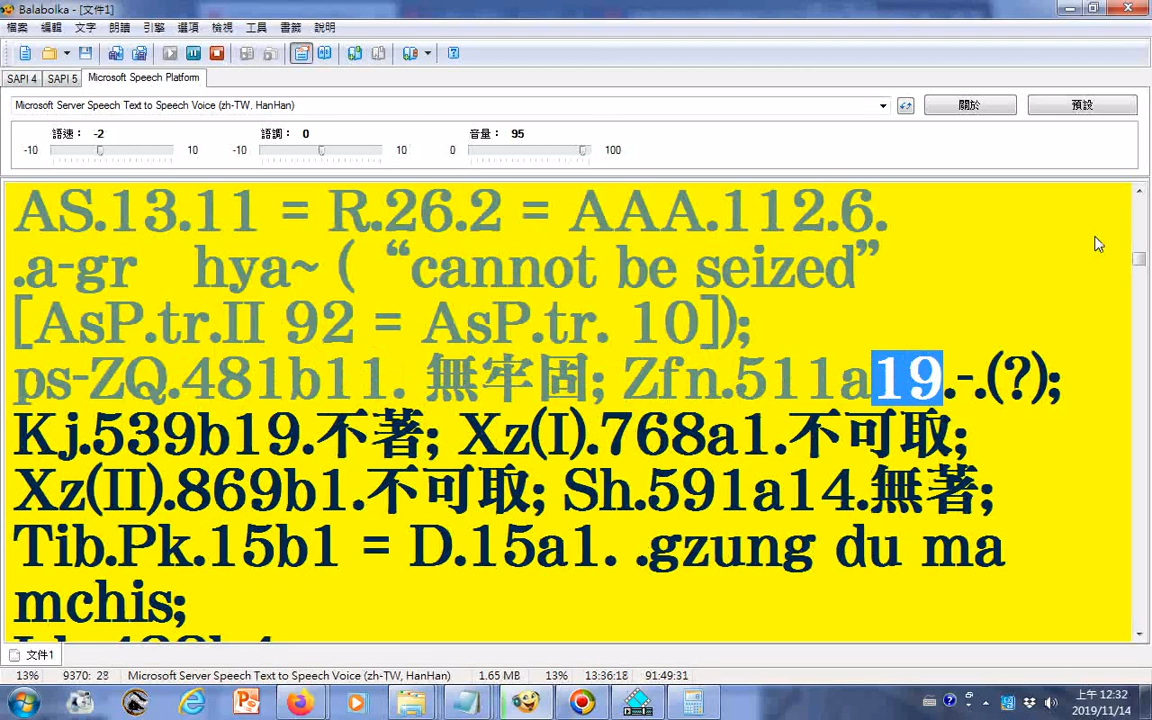 Balabolka - [文件1]
檔案 編輯 文字 朗讀 引擎 選項 檢視 工具 書籤 說明
SAPI 4 SAPI 5 Microsoft Speech Platform
Microsoft Server Speech Text to Speech Voice (zh-TW, HanHan) 關於 預設
語速： -2 語調： 0 音量： 95
-10 10 -10 10 0 100
AS.13.11 = R.26.2 = AAA.112.6.
.a-gr hya~ ( “cannot be seized”
[AsP.tr.II 92 = AsP.tr. 10]);
ps-ZQ.481b11. 無牢固; Zfn.511a19.-.(?);
Kj.539b19.不著; Xz(I).768a1.不可取;
Xz(II).869b1.不可取; Sh.591a14.無著;
Tib.Pk.15b1 = D.15a1. .gzung du ma
mchis;
文件1
13% 9370: 28 Microsoft Server Speech Text to Speech Voice (zh-TW, HanHan) 1.65 MB 13% 13:36:18 91:49:31
上午 12:32
2019/11/14